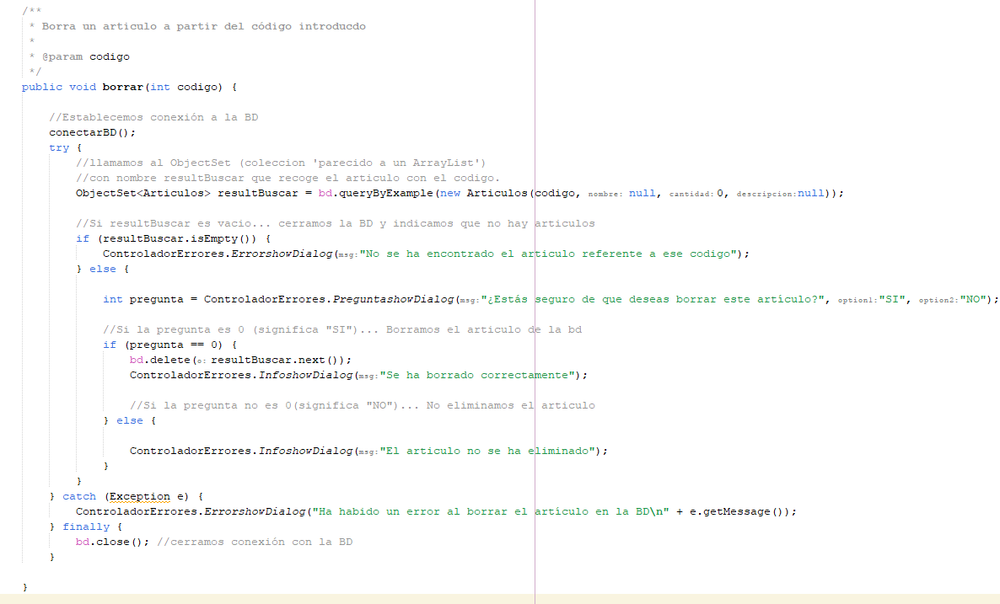 /**
 * Borra un articulo a partir del código introducdo
 *
 * @param codigo
 */
public void borrar(int codigo) {
//Establecemos conexión a la BD
conectarBD();
try {
//llamamos al ObjectSet (coleccion 'parecido a un ArrayList')
//con nombre resultBuscar que recoge el articulo con el codigo.
ObjectSet<Articulos> resultBuscar = bd.queryByExample(new Articulos(codigo, nombre: null, cantidad: 0, descripcion: null));
//Si resultBuscar es vacio... cerramos la BD y indicamos que no hay articulos
if (resultBuscar.isEmpty()) {
ControladorErrores.ErrorshowDialog(msg: "No se ha encontrado el articulo referente a ese codigo");
} else {
int pregunta = ControladorErrores.PreguntashowDialog(msg: "¿Estás seguro de que deseas borrar este artículo?", option1: "SI", option2: "NO");
//Si la pregunta es 0 (significa "SI")... Borramos el articulo de la bd
if (pregunta == 0) {
bd.delete(o: resultBuscar.next());
ControladorErrores.InfoshowDialog(msg: "Se ha borrado correctamente");
//Si la pregunta no es 0(significa "NO")... No eliminamos el articulo
} else {
ControladorErrores.InfoshowDialog(msg: "El articulo no se ha eliminado");
}
}
} catch (Exception e) {
ControladorErrores.ErrorshowDialog("Ha habido un error al borrar el artículo en la BD\n" + e.getMessage());
} finally {
bd.close(); //cerramos conexión con la BD
}
}